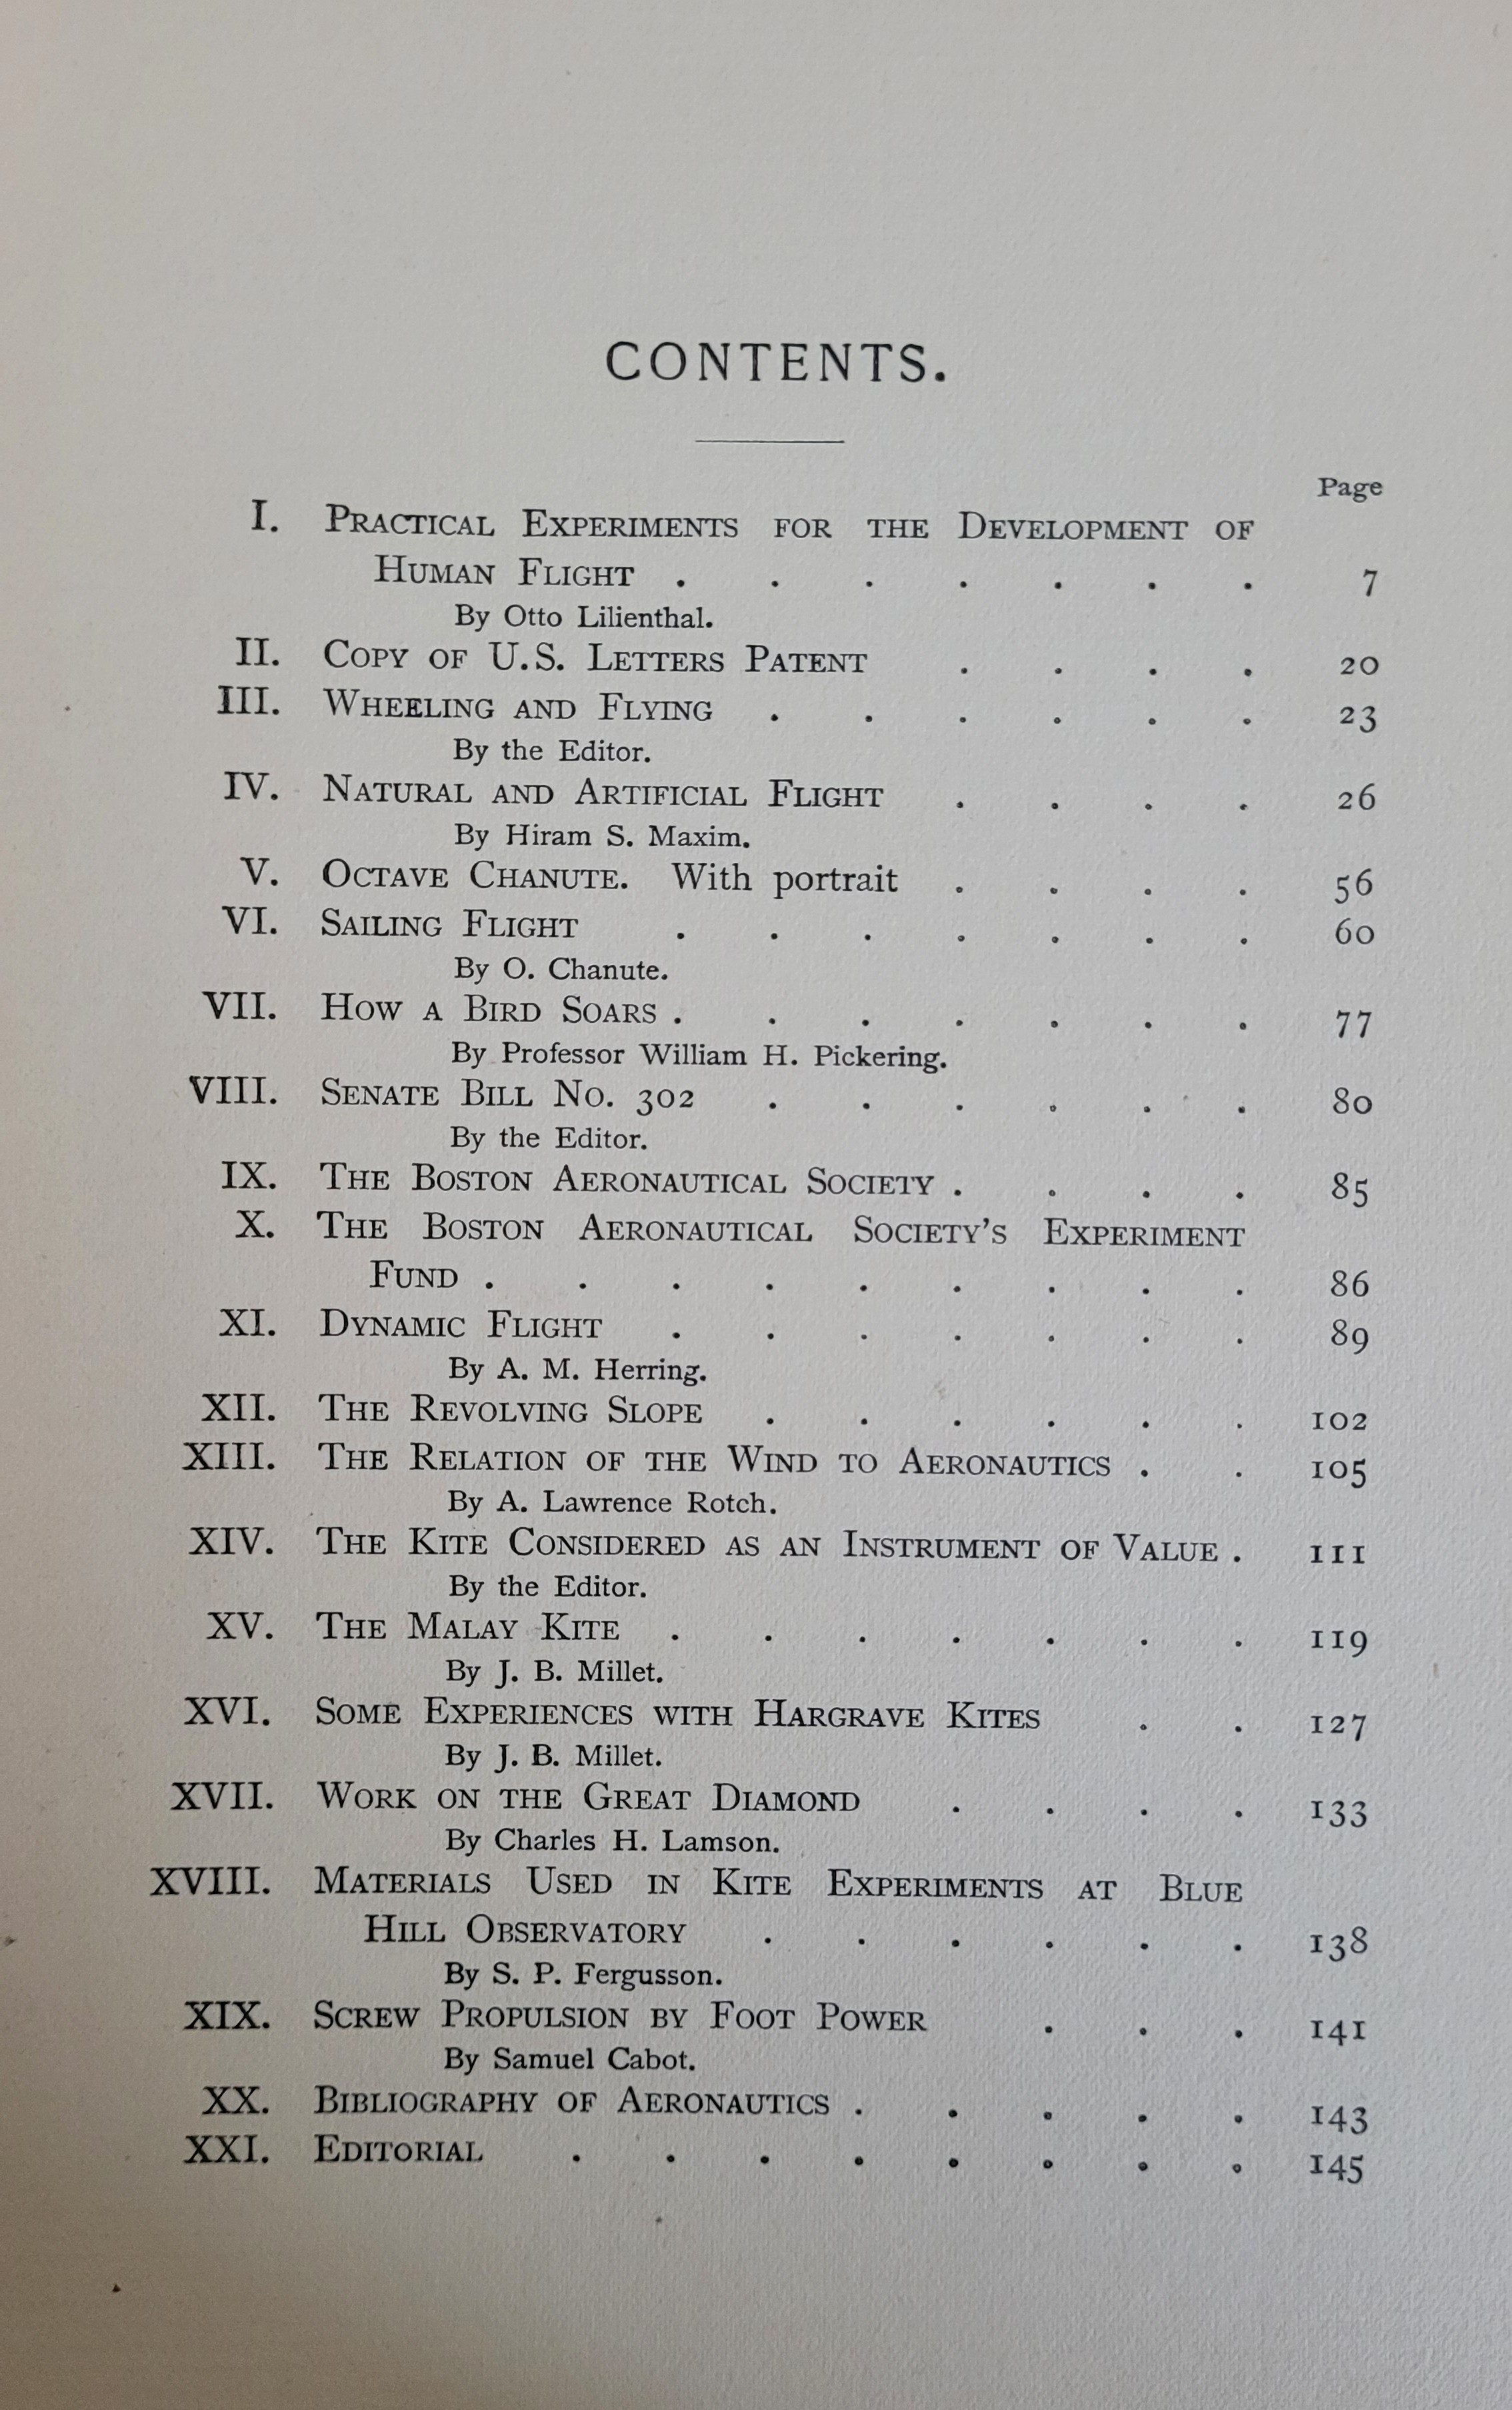 CONTENTS.
Page
I. Practical Experiments for the Development of
Human Flight . . . . . . . 7
By Otto Lilienthal.
II. Copy of U.S. Letters Patent . . . . 20
III. Wheeling and Flying . . . . . . 23
By the Editor.
IV. Natural and Artificial Flight . . . . 26
By Hiram S. Maxim.
V. Octave Chanute. With portrait . . . . 56
VI. Sailing Flight . . . . . . . 60
By O. Chanute.
VII. How a Bird Soars . . . . . . . 77
By Professor William H. Pickering.
VIII. Senate Bill No. 302 . . . . . . 80
By the Editor.
IX. The Boston Aeronautical Society . . . . 85
X. The Boston Aeronautical Society's Experiment
Fund . . . . . . . . . 86
XI. Dynamic Flight . . . . . . . 89
By A. M. Herring.
XII. The Revolving Slope . . . . . . 102
XIII. The Relation of the Wind to Aeronautics . . 105
By A. Lawrence Rotch.
XIV. The Kite Considered as an Instrument of Value . 111
By the Editor.
XV. The Malay Kite . . . . . . . 119
By J. B. Millet.
XVI. Some Experiences with Hargrave Kites . . 127
By J. B. Millet.
XVII. Work on the Great Diamond . . . . 133
By Charles H. Lamson.
XVIII. Materials Used in Kite Experiments at Blue
Hill Observatory . . . . . . 138
By S. P. Fergusson.
XIX. Screw Propulsion by Foot Power . . . 141
By Samuel Cabot.
XX. Bibliography of Aeronautics . . . . . 143
XXI. Editorial . . . . . . . . 145